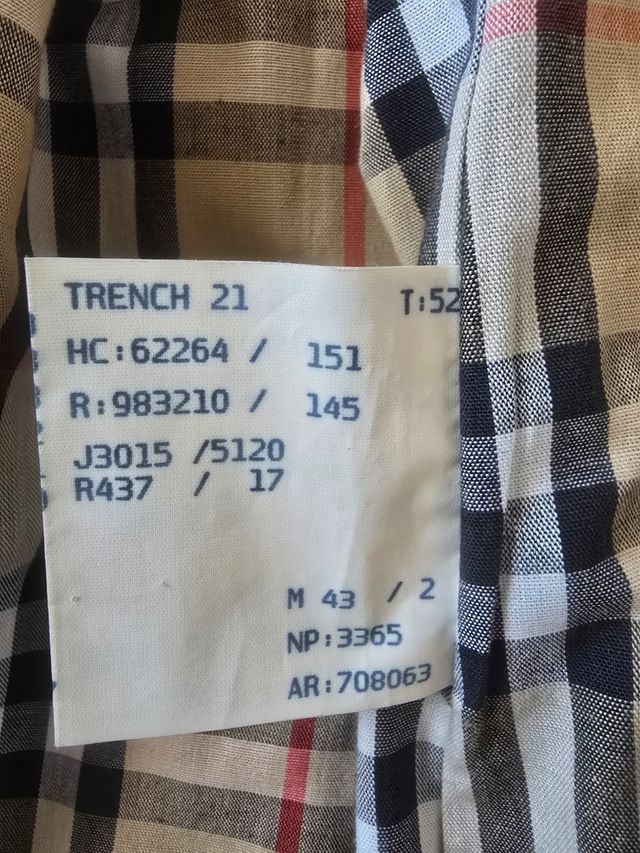 TRENCH 21 T:52
HC:62264 / 151
R:983210 / 145
J3015 /5120
R437 / 17
M 43 / 2
NP:3365
AR:708063